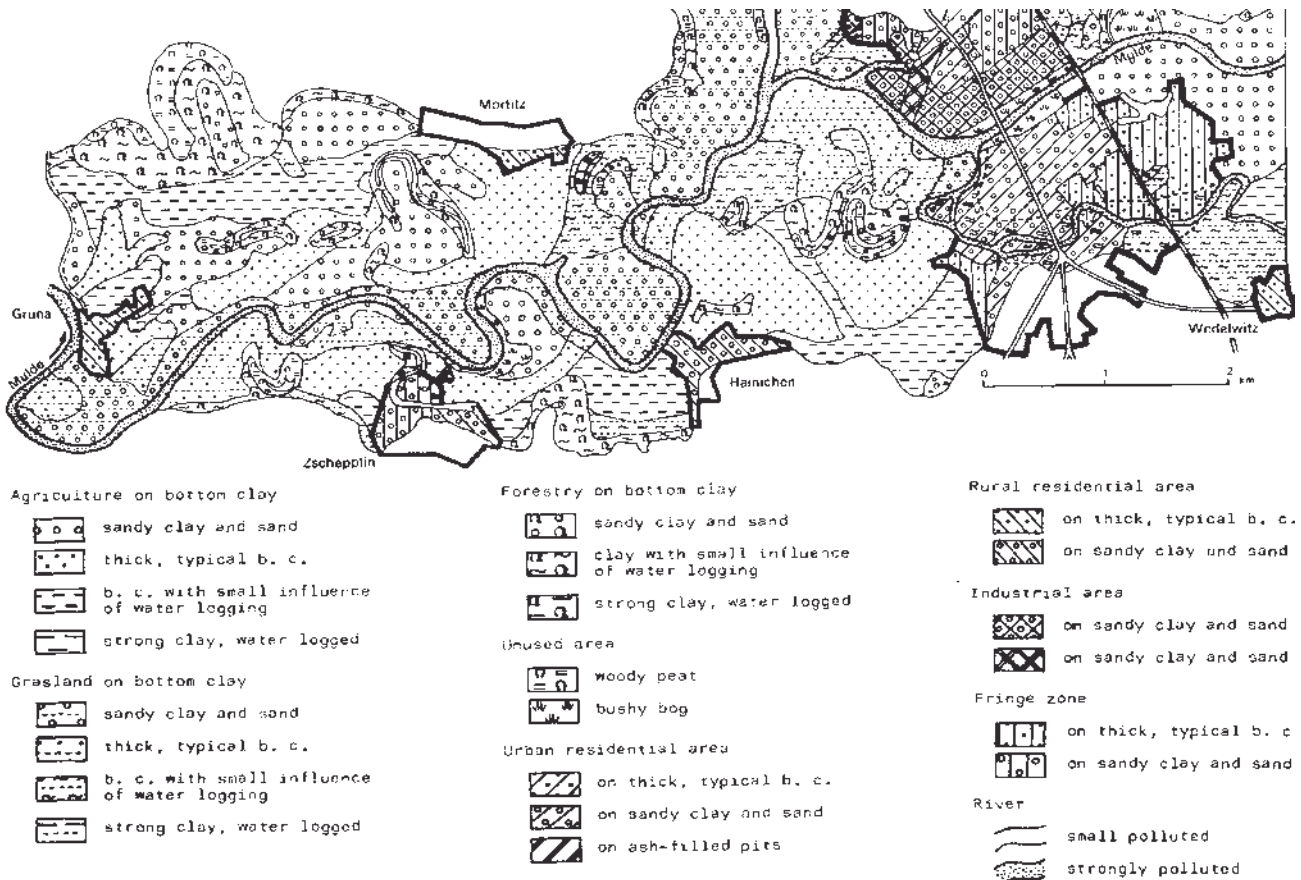 Mörtitz
Mulde
Gruna
Mulde
Zschepplin
Hainichen
Wedelwitz
0 1 2 km
Agriculture on bottom clay
sandy clay and sand
thick, typical b. c.
b. c. with small influence
of water logging
strong clay, water logged
Grasland on bottom clay
sandy clay and sand
thick, typical b. c.
b. c. with small influence
of water logging
strong clay, water logged
Forestry on bottom clay
sandy clay and sand
clay with small influence
of water logging
strong clay, water logged
Unused area
woody peat
bushy bog
Urban residential area
on thick, typical b. c.
on sandy clay and sand
on ash-filled pits
Rural residential area
on thick, typical b. c.
on sandy clay und sand
Industrial area
on sandy clay and sand
on sandy clay and sand
Fringe zone
on thick, typical b. c
on sandy clay and sand
River
small polluted
strongly polluted